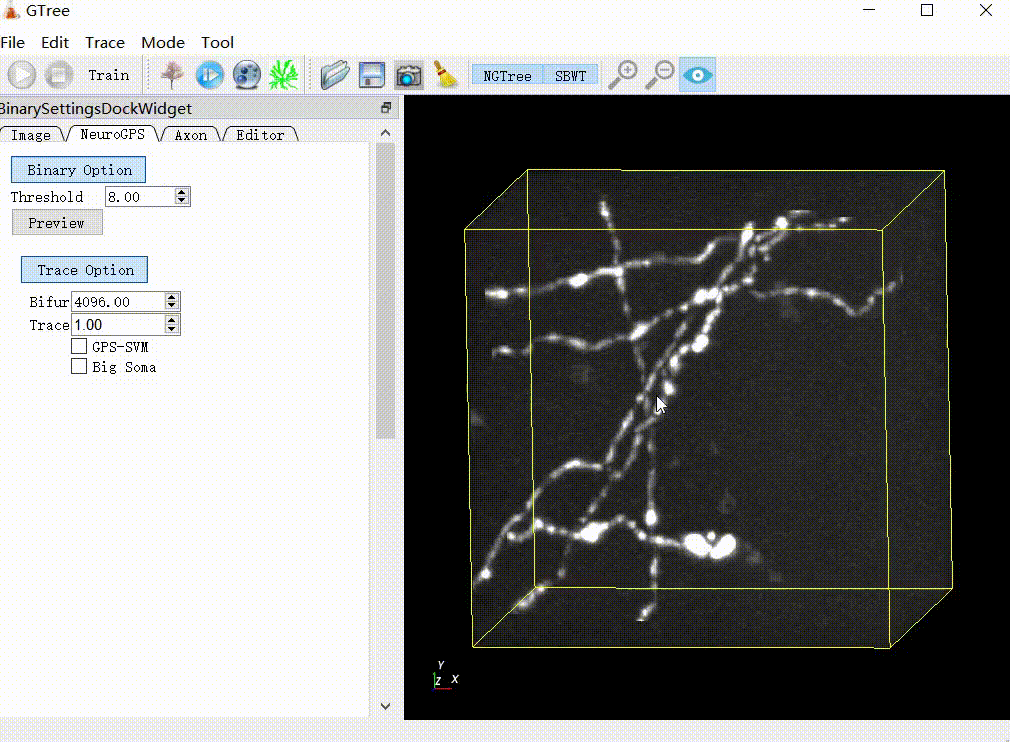 GTree
File Edit Trace Mode Tool
Train NGTree SBWT
BinarySettingsDockWidget
Image NeuroGPS Axon Editor
Binary Option
Threshold 8.00
Preview
Trace Option
Bifur 4096.00
Trace 1.00
GPS-SVM
Big Soma
Y
Z X